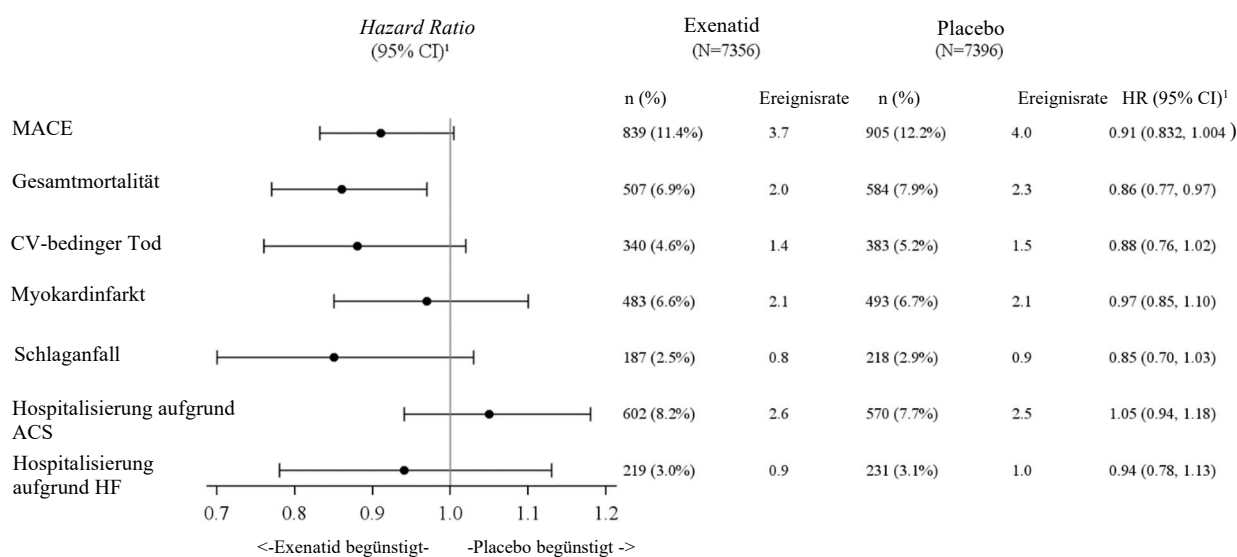 Hazard Ratio Exenatid Placebo
(95% CI)¹ (N=7356) (N=7396)
n (%) Ereignisrate n (%) Ereignisrate HR (95% CI)¹
MACE 839 (11.4%) 3.7 905 (12.2%) 4.0 0.91 (0.832, 1.004 )
Gesamtmortalität 507 (6.9%) 2.0 584 (7.9%) 2.3 0.86 (0.77, 0.97)
CV-bedinger Tod 340 (4.6%) 1.4 383 (5.2%) 1.5 0.88 (0.76, 1.02)
Myokardinfarkt 483 (6.6%) 2.1 493 (6.7%) 2.1 0.97 (0.85, 1.10)
Schlaganfall 187 (2.5%) 0.8 218 (2.9%) 0.9 0.85 (0.70, 1.03)
Hospitalisierung aufgrund 602 (8.2%) 2.6 570 (7.7%) 2.5 1.05 (0.94, 1.18)
ACS
Hospitalisierung 219 (3.0%) 0.9 231 (3.1%) 1.0 0.94 (0.78, 1.13)
aufgrund HF
0.7 0.8 0.9 1.0 1.1 1.2
<-Exenatid begünstigt- -Placebo begünstigt ->